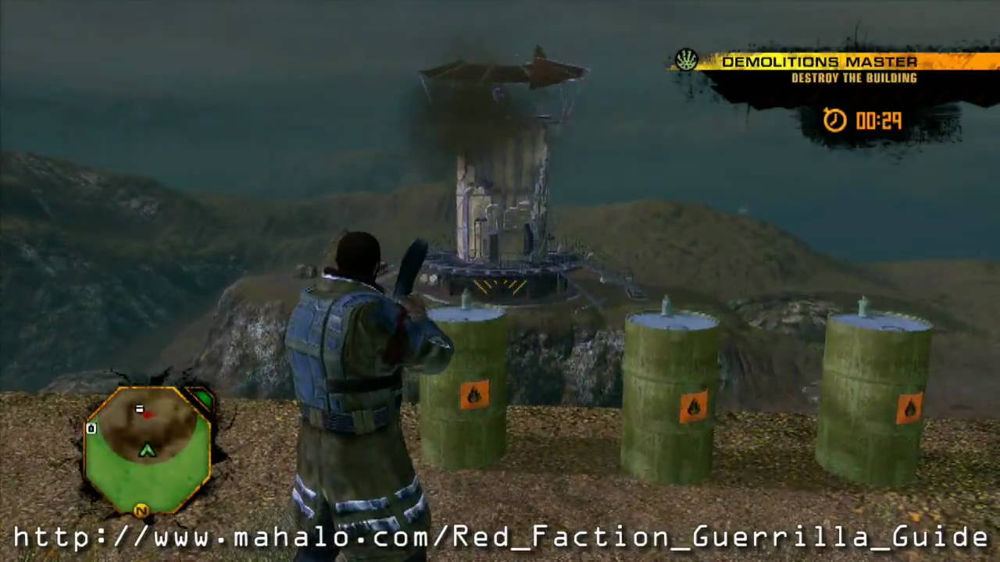 DEMOLITIONS MASTER
DESTROY THE BUILDING
00:29
N
http://www.mahalo.com/Red_Faction_Guerrilla_Guide